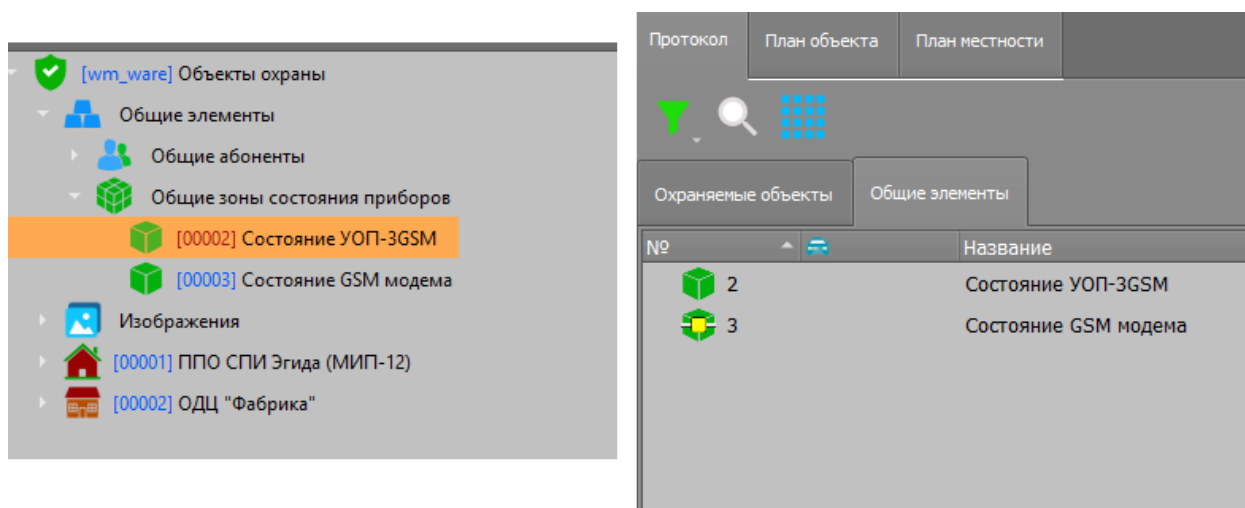 [wm_ware] Объекты охраны
Общие элементы
Общие абоненты
Общие зоны состояния приборов
[00002] Состояние УОП-3GSM
[00003] Состояние GSM модема
Изображения
[00001] ППО СПИ Эгида (МИП-12)
[00002] ОДЦ "Фабрика"
Протокол План объекта План местности
Охраняемые объекты Общие элементы
№ Название
2 Состояние УОП-3GSM
3 Состояние GSM модема